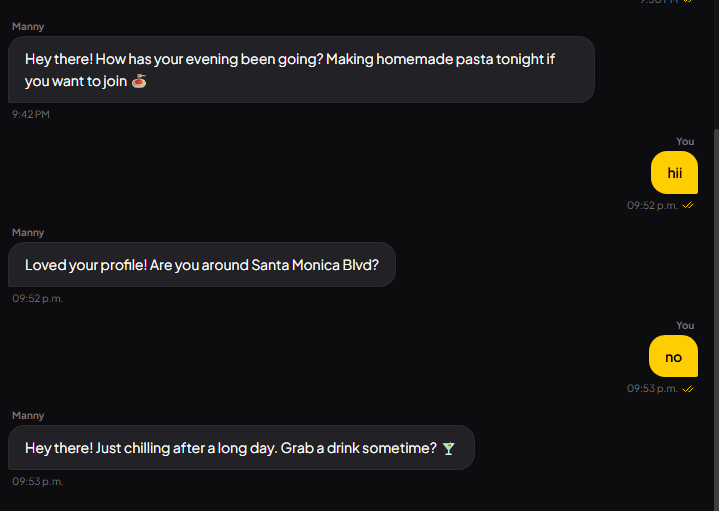 Manny
Hey there! How has your evening been going? Making homemade pasta tonight if
you want to join 🍝
9:42 PM
You
hii
09:52 p.m.
Manny
Loved your profile! Are you around Santa Monica Blvd?
09:52 p.m.
You
no
09:53 p.m.
Manny
Hey there! Just chilling after a long day. Grab a drink sometime? 🍸
09:53 p.m.